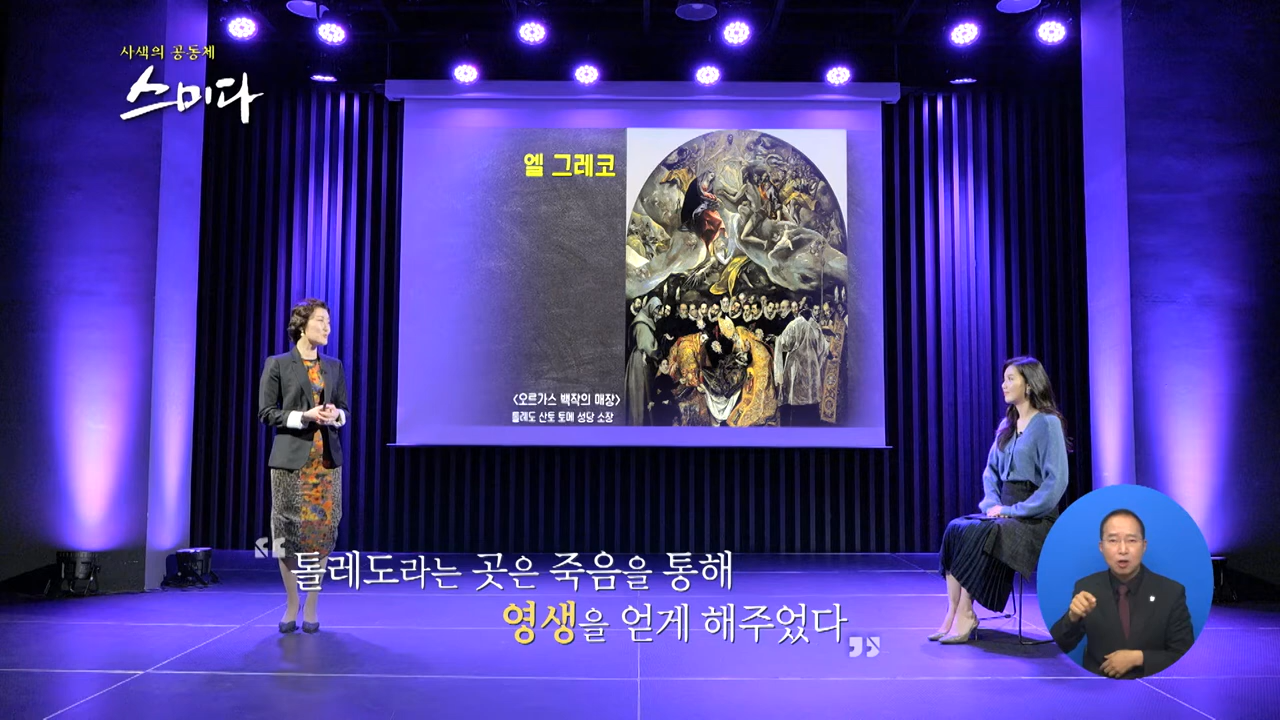 사색의 공동체
스미다
엘 그레코
<오르가스 백작의 매장>
톨레도 산토 토메 성당 소장
“톨레도라는 곳은 죽음을 통해
영생을 얻게 해주었다”